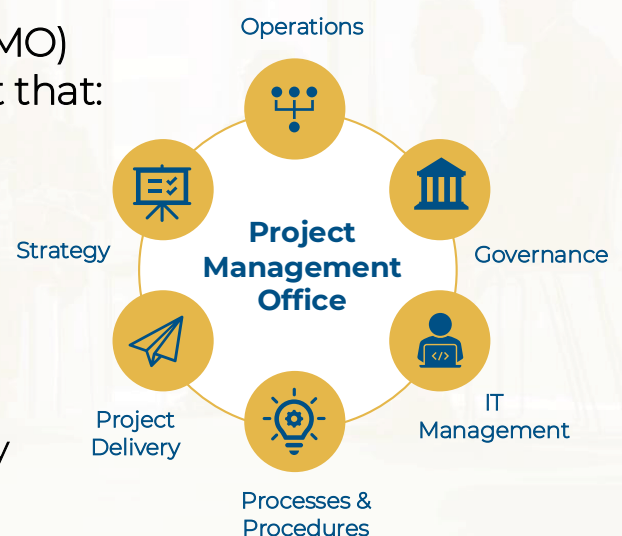 MO)
that:
Operations
Strategy
Project
Management
Office
Governance
Project
Delivery
IT
Management
y
Processes &
Procedures